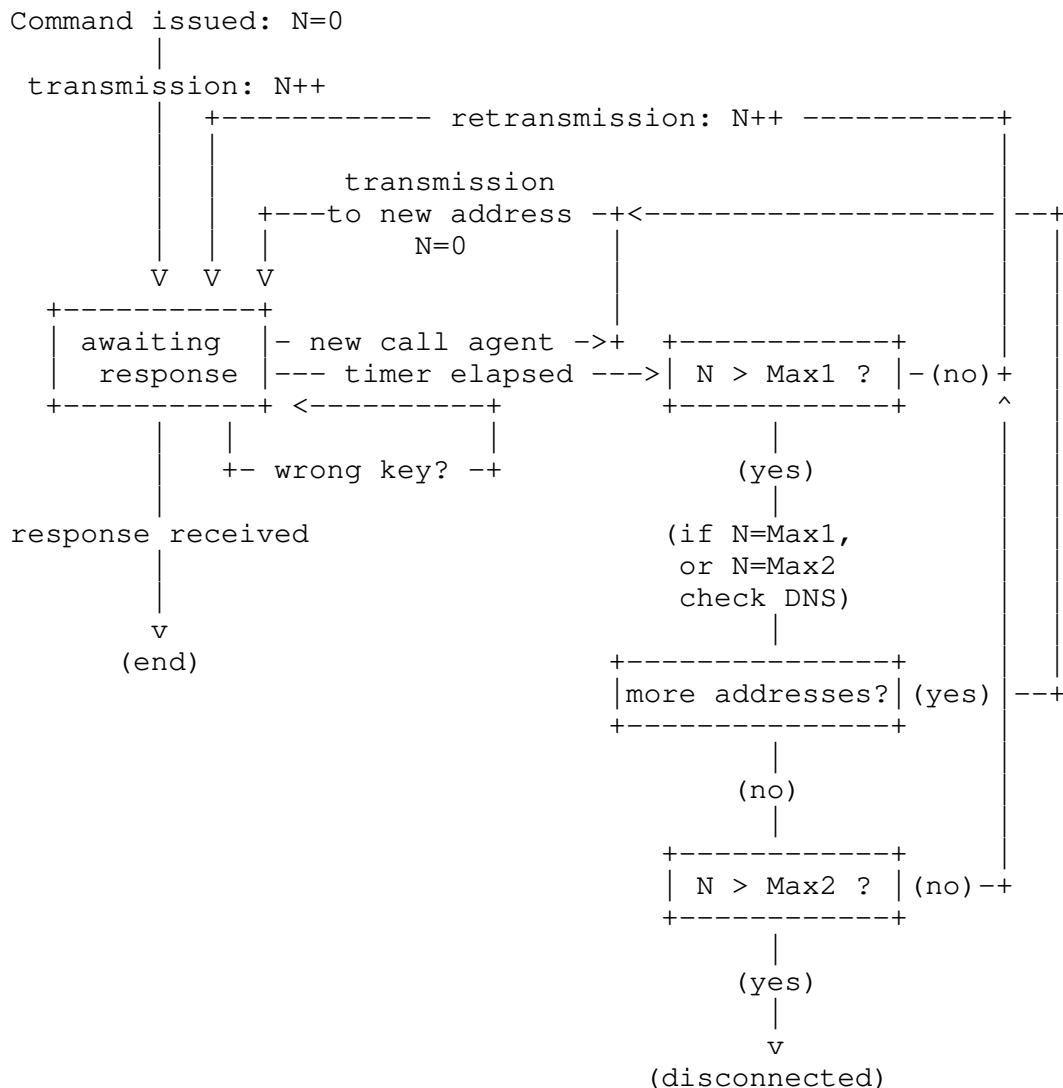 Command issued: N=0
transmission: N++
retransmission: N++
transmission
to new address
N=0
awaiting
response
new call agent
timer elapsed
N > Max1 ?
(no)
wrong key?
(yes)
response received
(if N=Max1,
or N=Max2
check DNS)
(end)
more addresses?
(yes)
(no)
N > Max2 ?
(no)
(yes)
(disconnected)